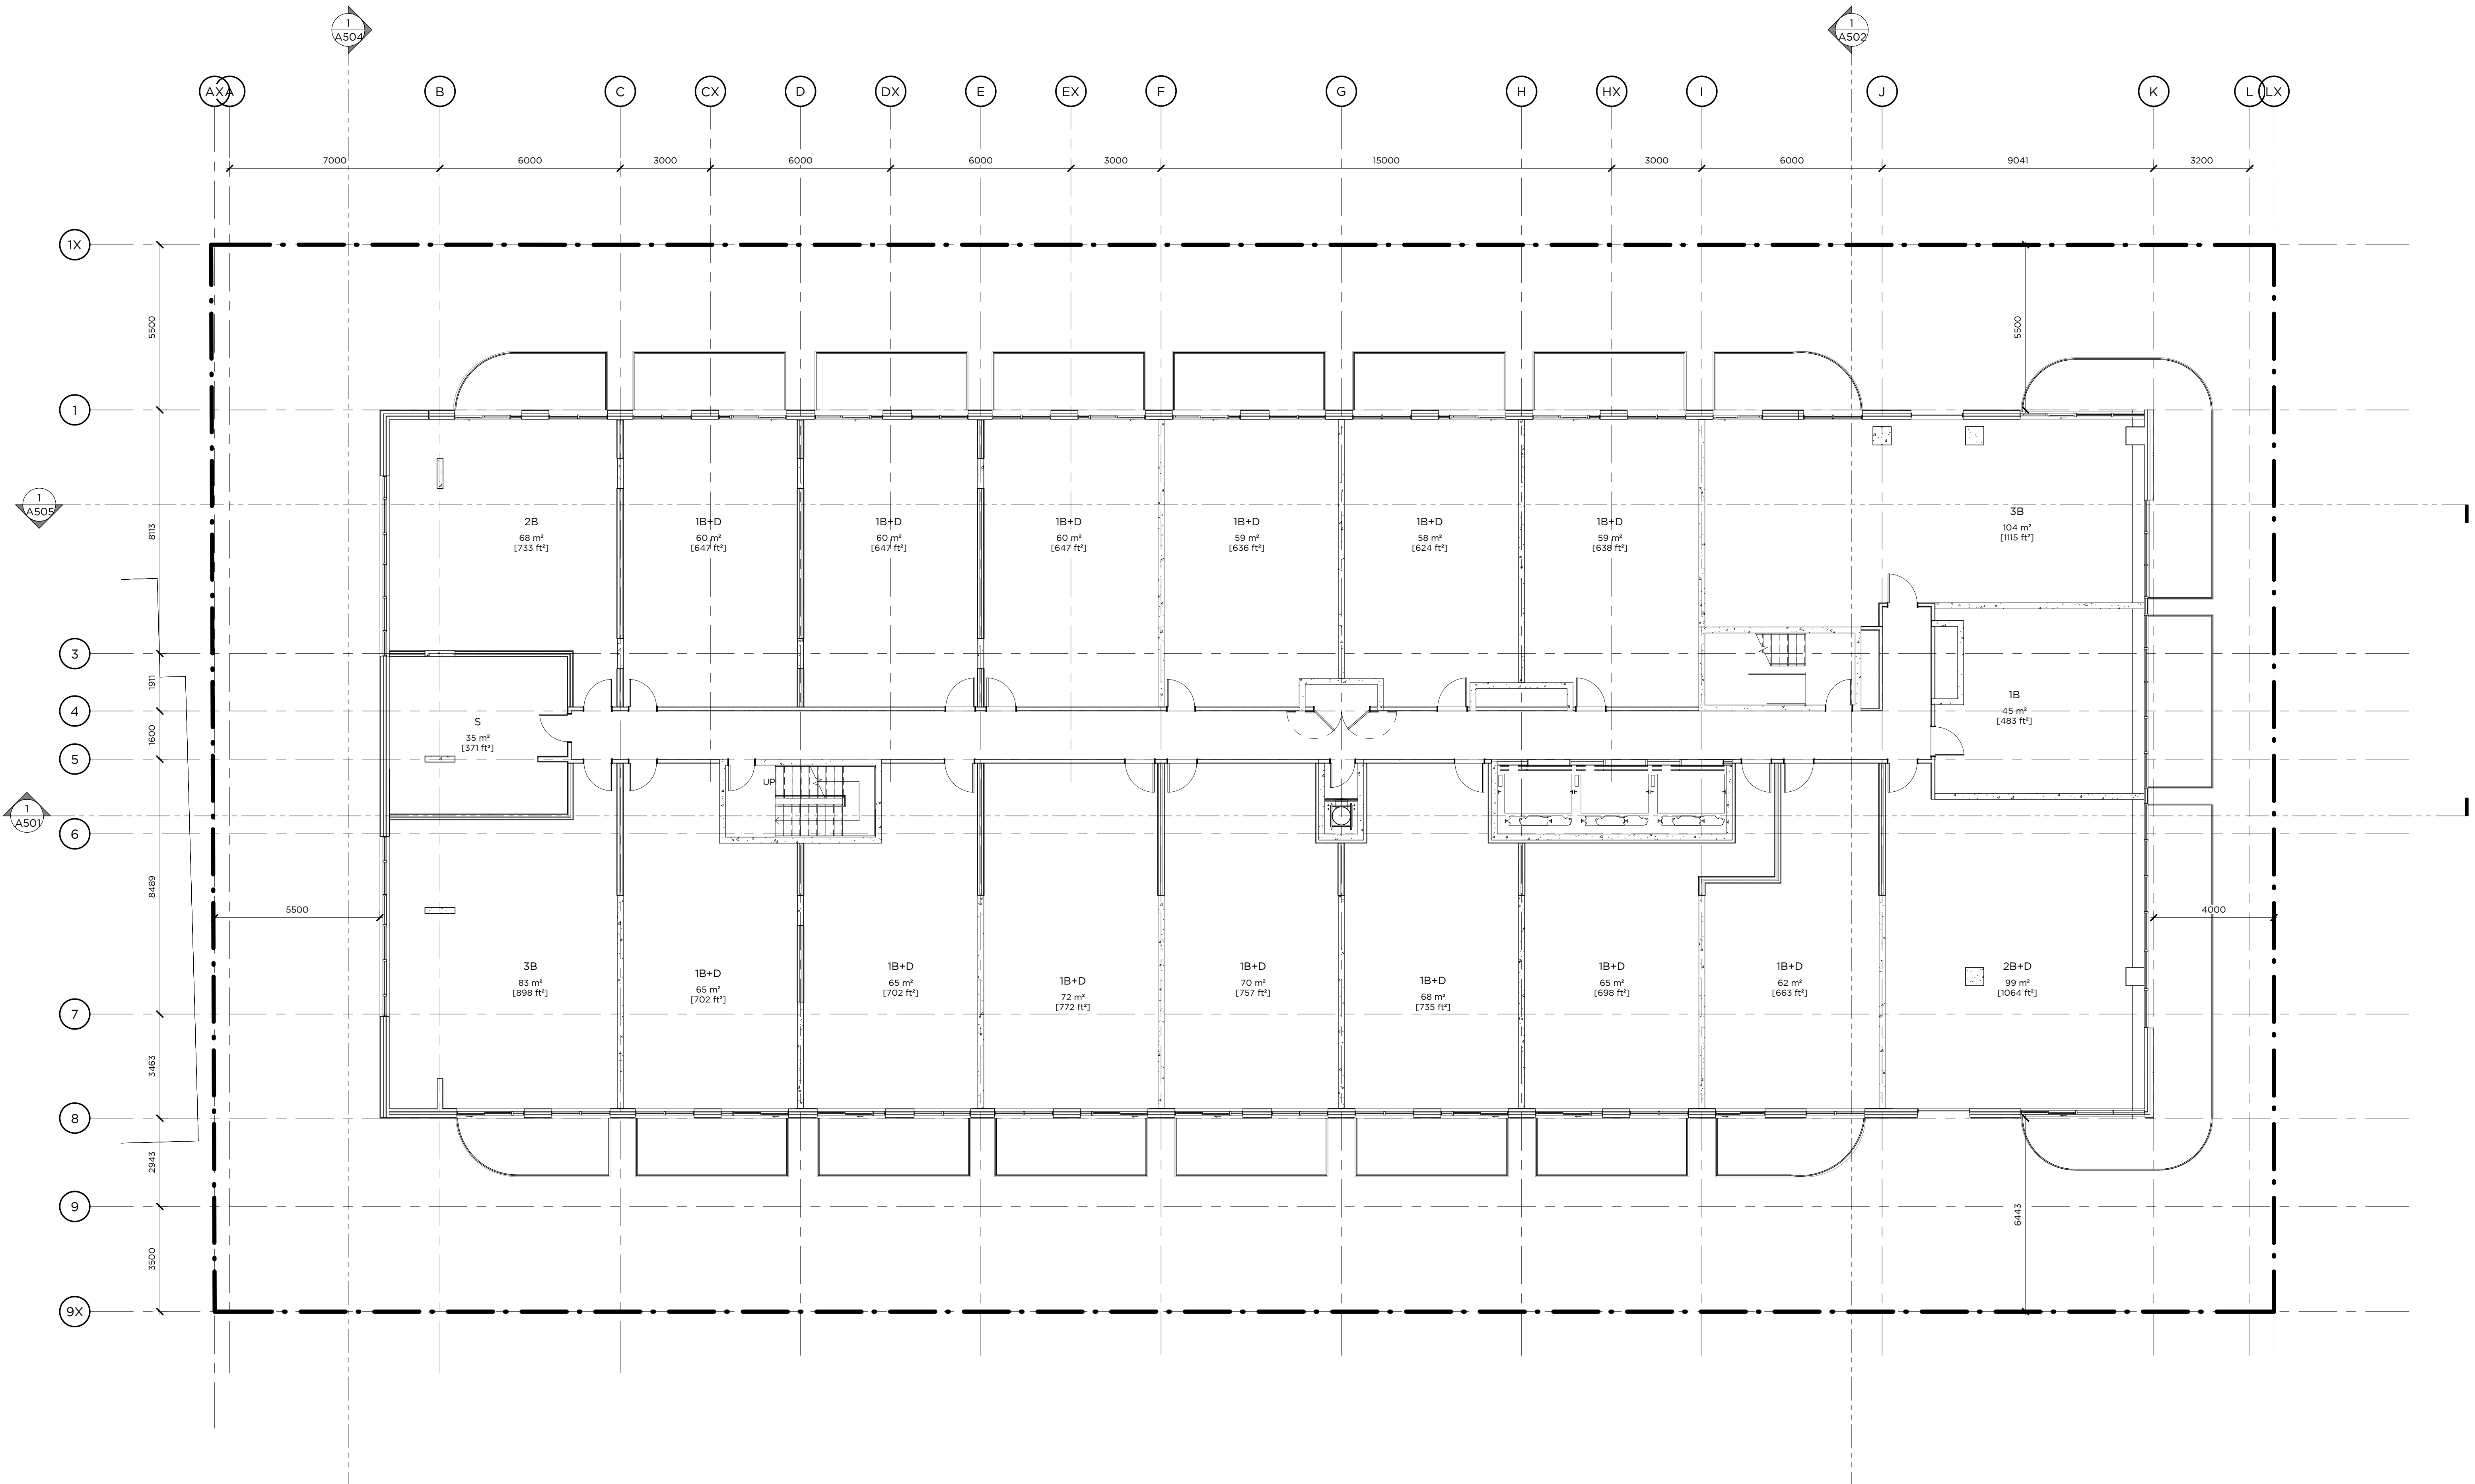 1
A504
1
A502
AX
A
B
C
CX
D
DX
E
EX
F
G
H
HX
I
J
K
L
LX
7000
6000
3000
6000
6000
3000
15000
3000
6000
9041
3200
1X
5500
5500
1
1
A505
8113
2B
68 m²
[733 ft²]
1B+D
60 m²
[647 ft²]
1B+D
60 m²
[647 ft²]
1B+D
60 m²
[647 ft²]
1B+D
59 m²
[636 ft²]
1B+D
58 m²
[624 ft²]
1B+D
59 m²
[638 ft²]
3B
104 m²
[1115 ft²]
3
1911
4
1600
5
S
35 m²
[371 ft²]
1B
45 m²
[483 ft²]
UP
1
A501
6
8489
5500
4000
3B
83 m²
[898 ft²]
1B+D
65 m²
[702 ft²]
1B+D
65 m²
[702 ft²]
1B+D
72 m²
[772 ft²]
1B+D
70 m²
[757 ft²]
1B+D
68 m²
[735 ft²]
1B+D
65 m²
[698 ft²]
1B+D
62 m²
[663 ft²]
2B+D
99 m²
[1064 ft²]
7
3463
8
2943
9
6443
3500
9X